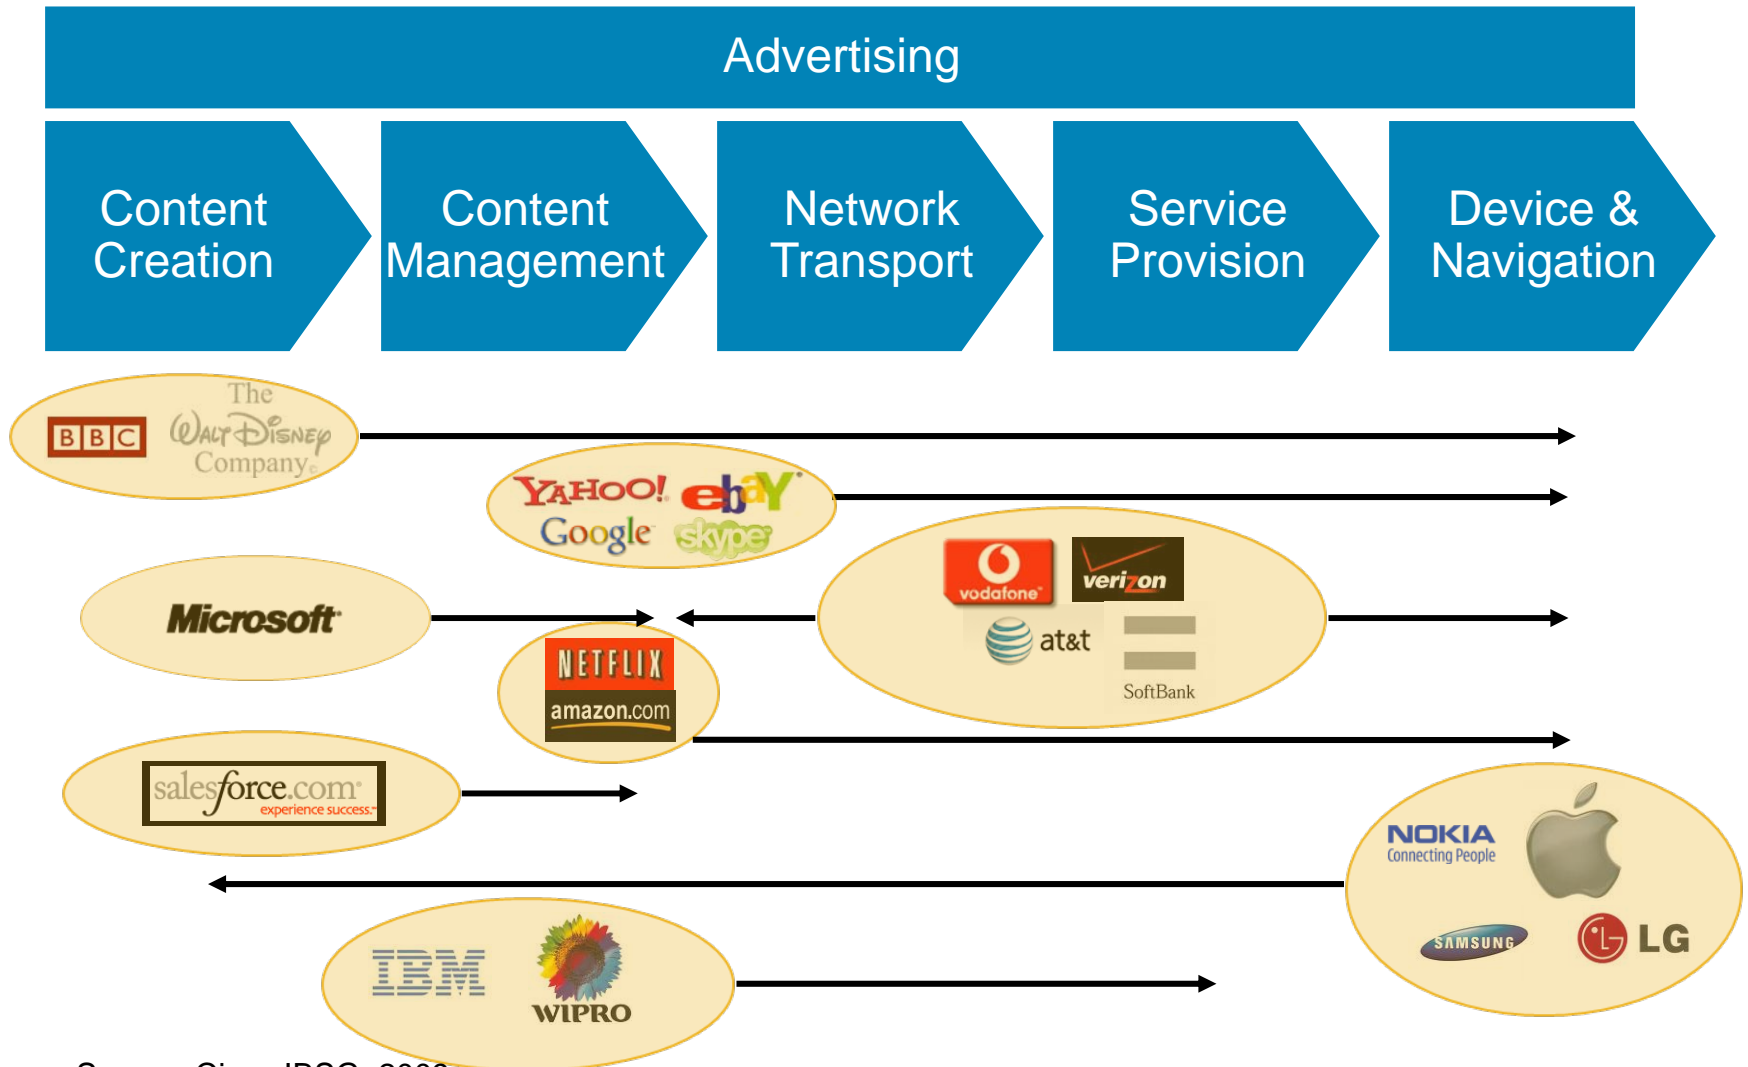 Advertising
Content
Creation
Content
Management
Network
Transport
Service
Provision
Device &
Navigation
BBC
The
Walt Disney
Company
YAHOO!
ebaY
Google
skype
vodafone
verizon
at&t
SoftBank
Microsoft
NETFLIX
amazon.com
salesforce.com
experience success.
NOKIA
Connecting People
SAMSUNG
LG
IBM
WIPRO